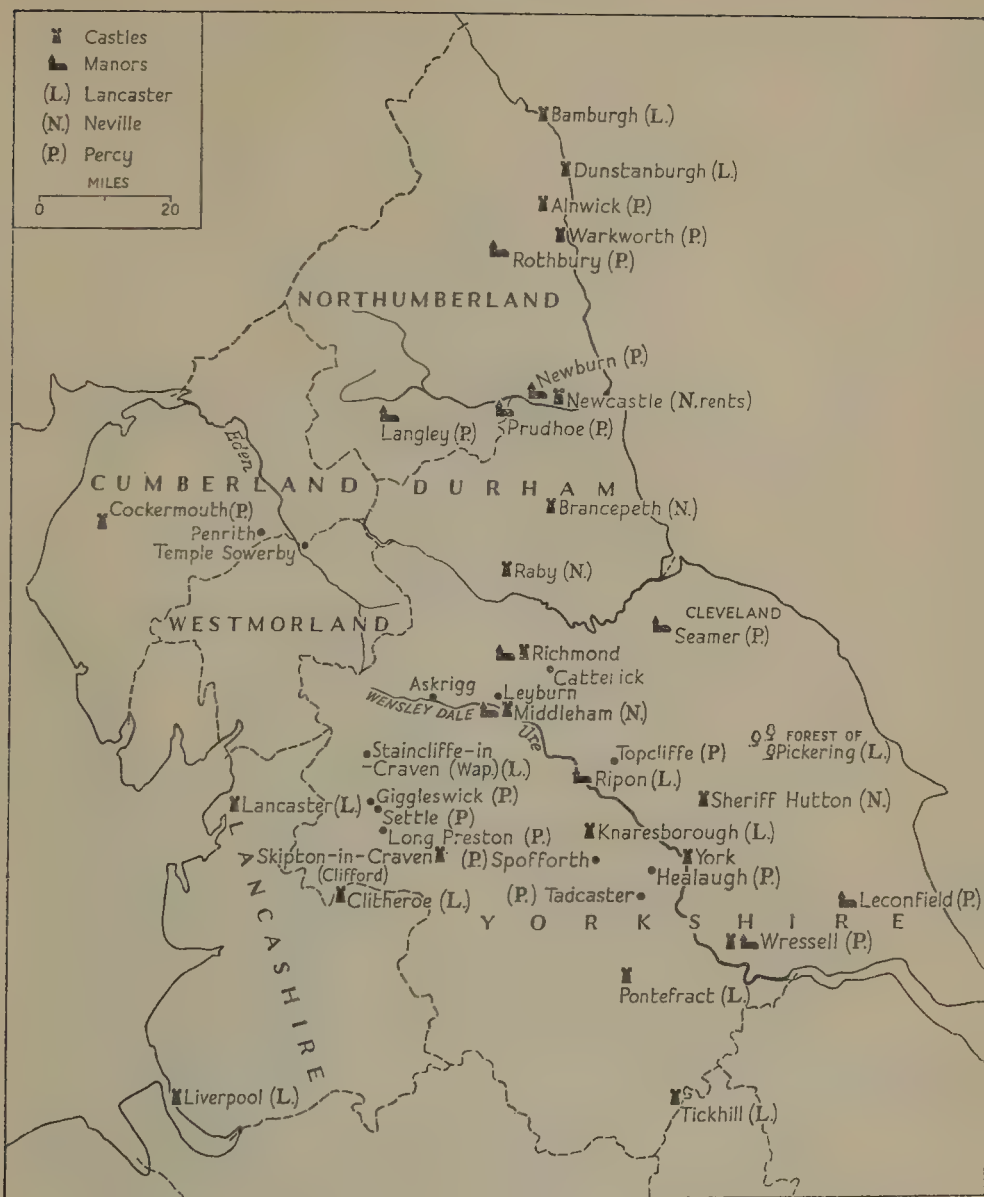 Castles
Manors
(L.) Lancaster
(N.) Neville
(P.) Percy
MILES
0 20
Bamburgh (L.)
Dunstanburgh (L.)
Alnwick (P.)
Warkworth (P.)
Rothbury (P.)
NORTHUMBERLAND
Newburn (P.)
Newcastle (N. rents)
Langley (P.)
Prudhoe (P.)
Eden
CUMBERLAND
DURHAM
Cockermouth (P.)
Brancepeth (N.)
Penrith
Temple Sowerby
Raby (N.)
WESTMORLAND
CLEVELAND
Seamer (P.)
Richmond
Catterick
Askrigg
Leyburn
WENSLEY DALE
Middleham (N.)
Ure
Staincliffe-in
-Craven (Wap.) (L.)
Topcliffe (P)
FOREST OF
Pickering (L.)
Ripon (L.)
Giggleswick (P.)
Settle (P)
Lancaster (L.)
Sheriff Hutton (N.)
Long Preston (P.)
Knaresborough (L.)
Skipton-in-Craven
(Clifford)
(P.) Spofforth
York
Healaugh (P.)
Clitheroe (L.)
(P.) Tadcaster
Leconfield (P.)
YORKSHIRE
Wressell (P.)
LANCASHIRE
Pontefract (L.)
Liverpool (L.)
Tickhill (L.)